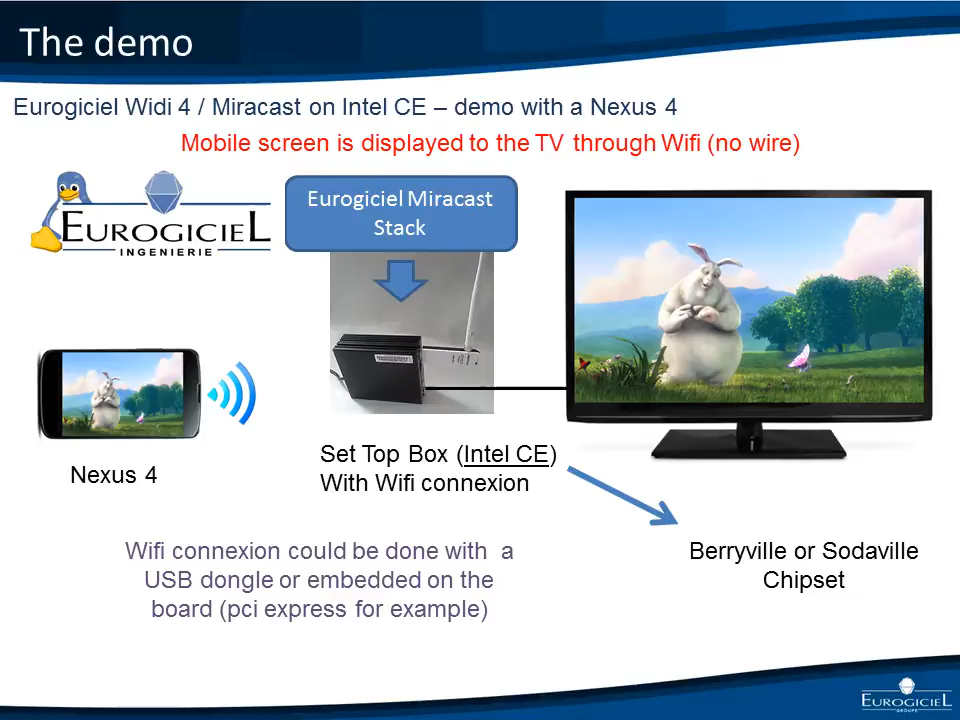 The demo
Eurogiciel Widi 4 / Miracast on Intel CE – demo with a Nexus 4
Mobile screen is displayed to the TV through Wifi (no wire)
EUROGICIEL
INGENIERIE
Eurogiciel Miracast
Stack
Nexus 4
Set Top Box (Intel CE)
With Wifi connexion
Wifi connexion could be done with a
USB dongle or embedded on the
board (pci express for example)
Berryville or Sodaville
Chipset
EUROGICIEL
GROUPE